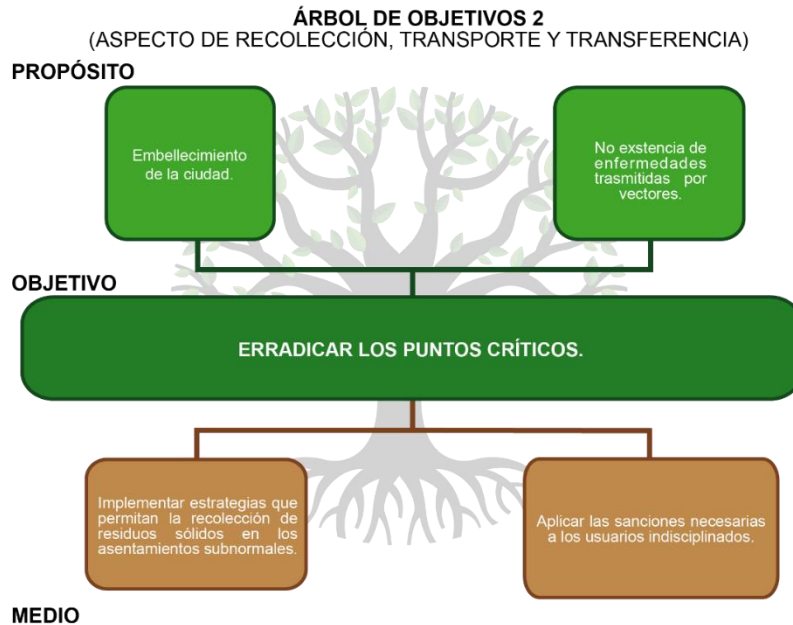 ÁRBOL DE OBJETIVOS 2
(ASPECTO DE RECOLECCIÓN, TRANSPORTE Y TRANSFERENCIA)
PROPÓSITO
Embellecimiento
de la ciudad.
No exstencia de
enfermedades
trasmitidas por
vectores.
OBJETIVO
ERRADICAR LOS PUNTOS CRÍTICOS.
Implementar estrategias que
permitan la recolección de
residuos sólidos en los
asentamientos subnormales.
Aplicar las sanciones necesarias
a los usuarios indisciplinados.
MEDIO